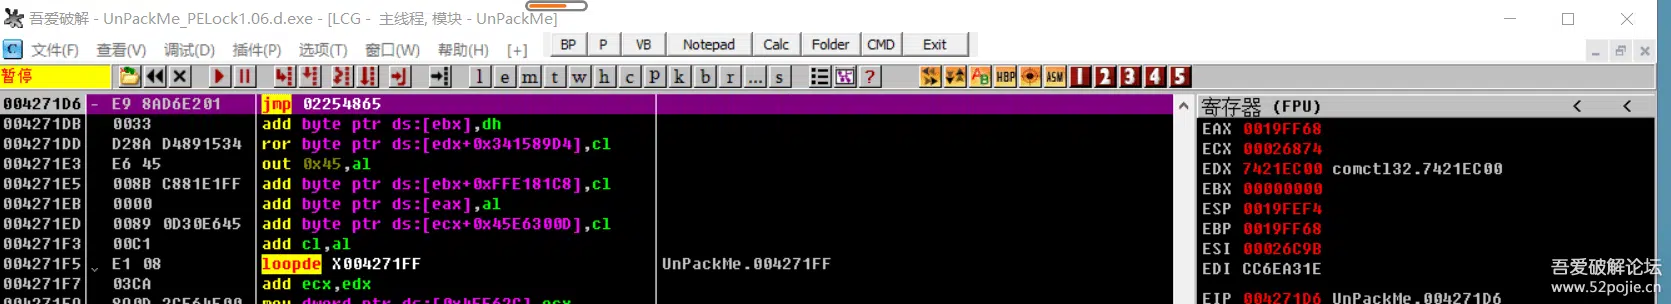 吾爱破解 - UnPackMe_PELock1.06.d.exe - [LCG - 主线程, 模块 - UnPackMe]
C 文件(F) 查看(V) 调试(D) 插件(P) 选项(T) 窗口(W) 帮助(H) [+] BP P VB Notepad Calc Folder CMD Exit
暂停 l e m t w h c p k b r ... s ? AB HBP ASM 1 2 3 4 5
004271D6 - E9 8AD6E201 jmp 02254865
004271DB 0033 add byte ptr ds:[ebx],dh
004271DD D28A D4891534 ror byte ptr ds:[edx+0x341589D4],cl
004271E3 E6 45 out 0x45,al
004271E5 008B C881E1FF add byte ptr ds:[ebx+0xFFE181C8],cl
004271EB 0000 add byte ptr ds:[eax],al
004271ED 0089 0D30E645 add byte ptr ds:[ecx+0x45E6300D],cl
004271F3 00C1 add cl,al
004271F5 E1 08 loopde X004271FF UnPackMe.004271FF
004271F7 03CA add ecx,edx
寄存器 (FPU) < <
EAX 0019FF68
ECX 00026874
EDX 7421EC00 comctl32.7421EC00
EBX 00000000
ESP 0019FEF4
EBP 0019FF68
ESI 00026C9B
EDI CC6EA31E
EIP 004271D6 UnPackMe.004271D6
吾爱破解论坛
www.52pojie.cn